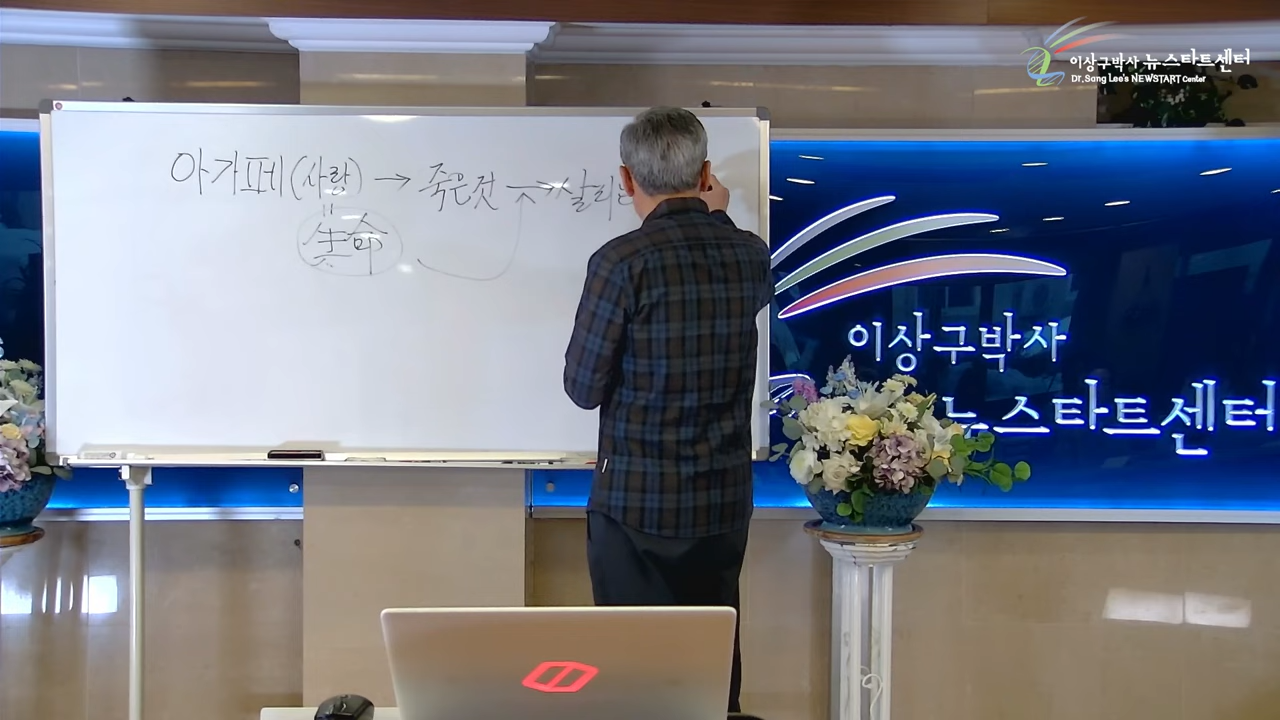 이상구박사 뉴스타트센터
Dr. Sang Lee's NEWSTART Center
아가페(사랑) → 죽은것 → 살리는
"
生命
이상구박사
뉴스타트센터